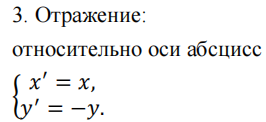 3. Отражение:
относительно оси абсцисс
{ x′ = x,
y′ = −y.